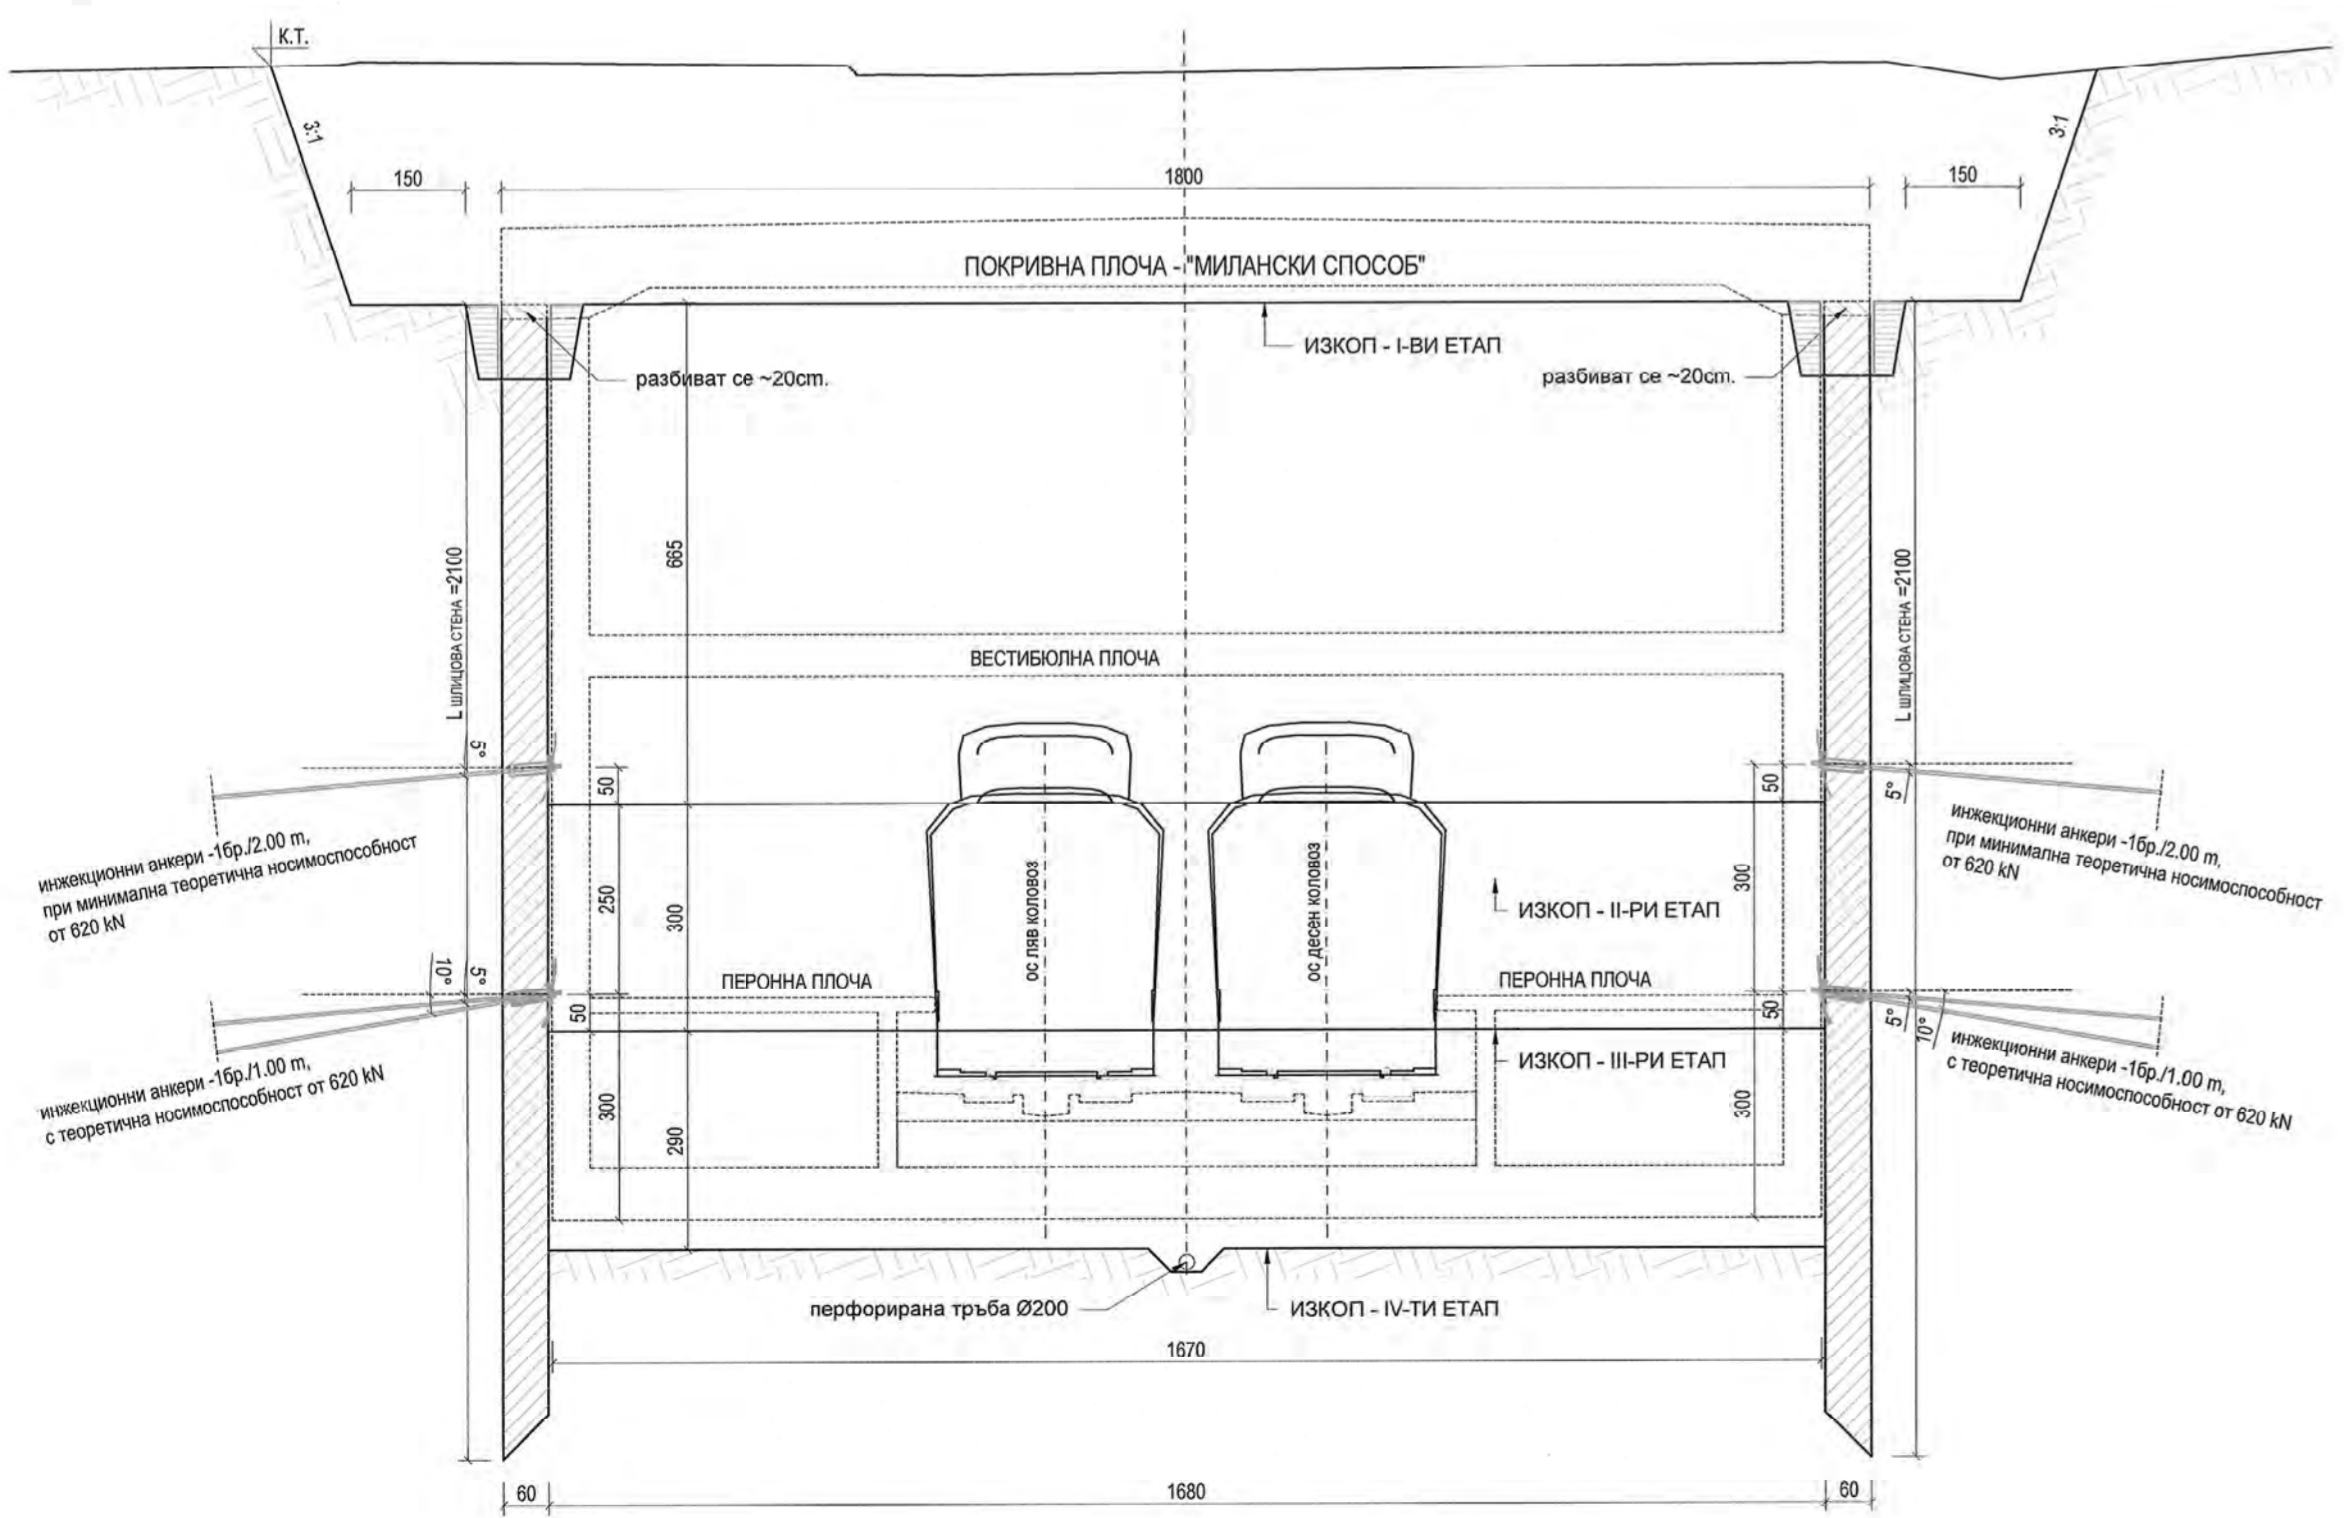 К.Т.
3:1
3:1
150
1800
150
ПОКРИВНА ПЛОЧА - "МИЛАНСКИ СПОСОБ"
ИЗКОП - I-ВИ ЕТАП
разбиват се ~20cm.
разбиват се ~20cm.
665
L ШЛИЦОВА СТЕНА =2100
L ШЛИЦОВА СТЕНА =2100
ВЕСТИБЮЛНА ПЛОЧА
5°
50
50
5°
инжекционни анкери -1бр./2.00 m,
при минимална теоретична носимоспособност
от 620 kN
инжекционни анкери -1бр./2.00 m,
при минимална теоретична носимоспособност
от 620 kN
250
300
ос ляв коловоз
ос десен коловоз
300
ИЗКОП - II-РИ ЕТАП
10°
5°
ПЕРОННА ПЛОЧА
ПЕРОННА ПЛОЧА
50
50
5°
10°
инжекционни анкери -1бр./1.00 m,
с теоретична носимоспособност от 620 kN
ИЗКОП - III-РИ ЕТАП
инжекционни анкери -1бр./1.00 m,
с теоретична носимоспособност от 620 kN
300
290
300
перфорирана тръба Ø200
ИЗКОП - IV-ТИ ЕТАП
1670
60
1680
60